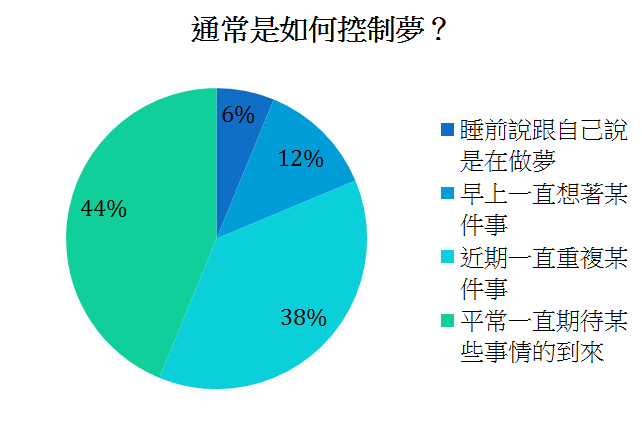 通常是如何控制夢？
6%
12%
44%
38%
睡前說跟自己說
是在做夢
早上一直想著某
件事
近期一直重複某
件事
平常一直期待某
些事情的到來